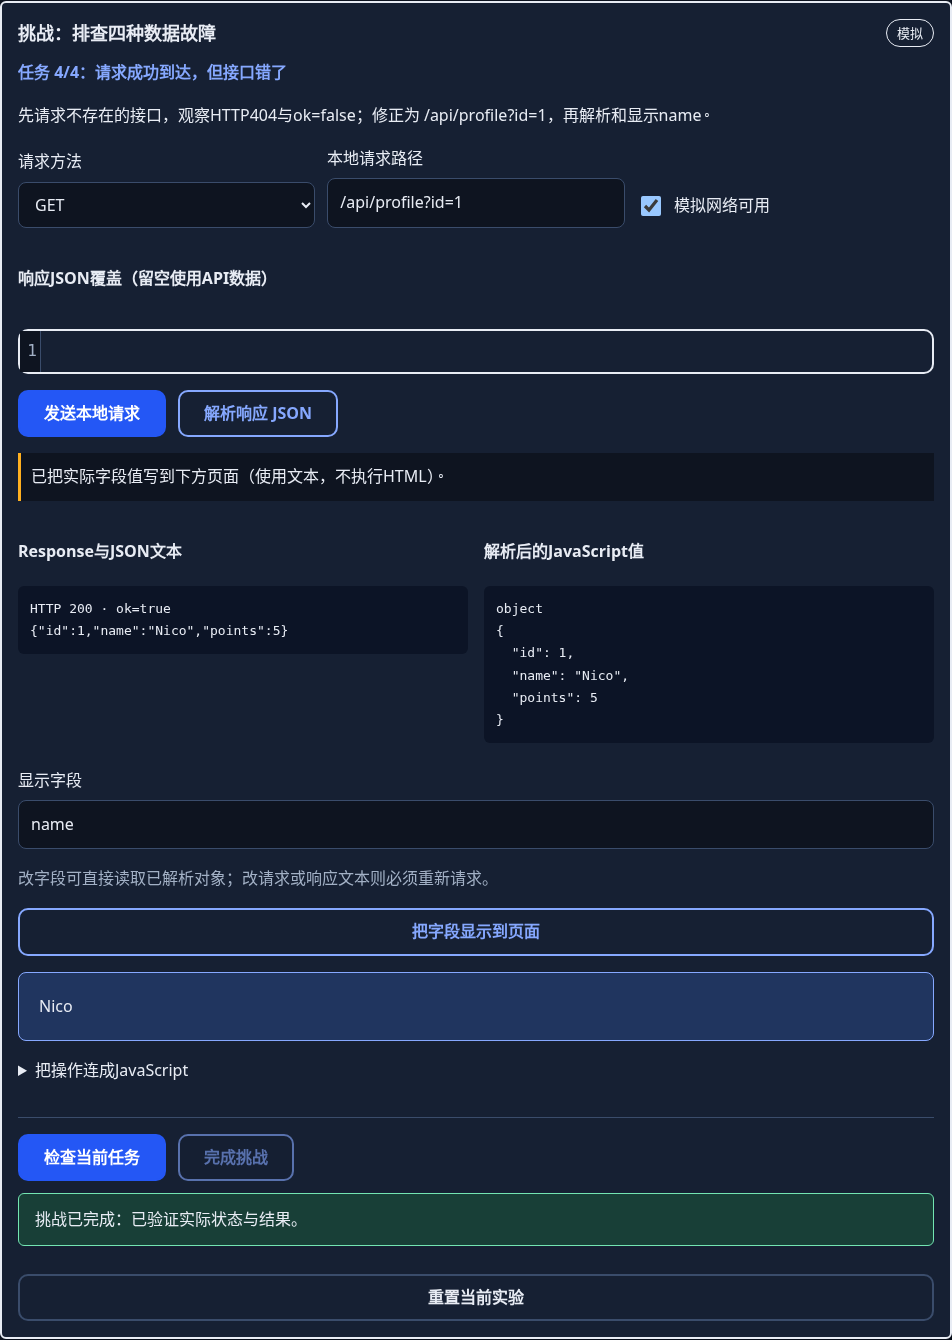 挑战：排查四种数据故障
模拟
任务 4/4：请求成功到达，但接口错了
先请求不存在的接口，观察HTTP404与ok=false；修正为 /api/profile?id=1，再解析和显示name。
请求方法
本地请求路径
GET
/api/profile?id=1
模拟网络可用
响应JSON覆盖（留空使用API数据）
1
发送本地请求
解析响应 JSON
已把实际字段值写到下方页面（使用文本，不执行HTML）。
Response与JSON文本
解析后的JavaScript值
HTTP 200 · ok=true
{"id":1,"name":"Nico","points":5}
object
{
  "id": 1,
  "name": "Nico",
  "points": 5
}
显示字段
name
改字段可直接读取已解析对象；改请求或响应文本则必须重新请求。
把字段显示到页面
Nico
把操作连成JavaScript
检查当前任务
完成挑战
挑战已完成：已验证实际状态与结果。
重置当前实验